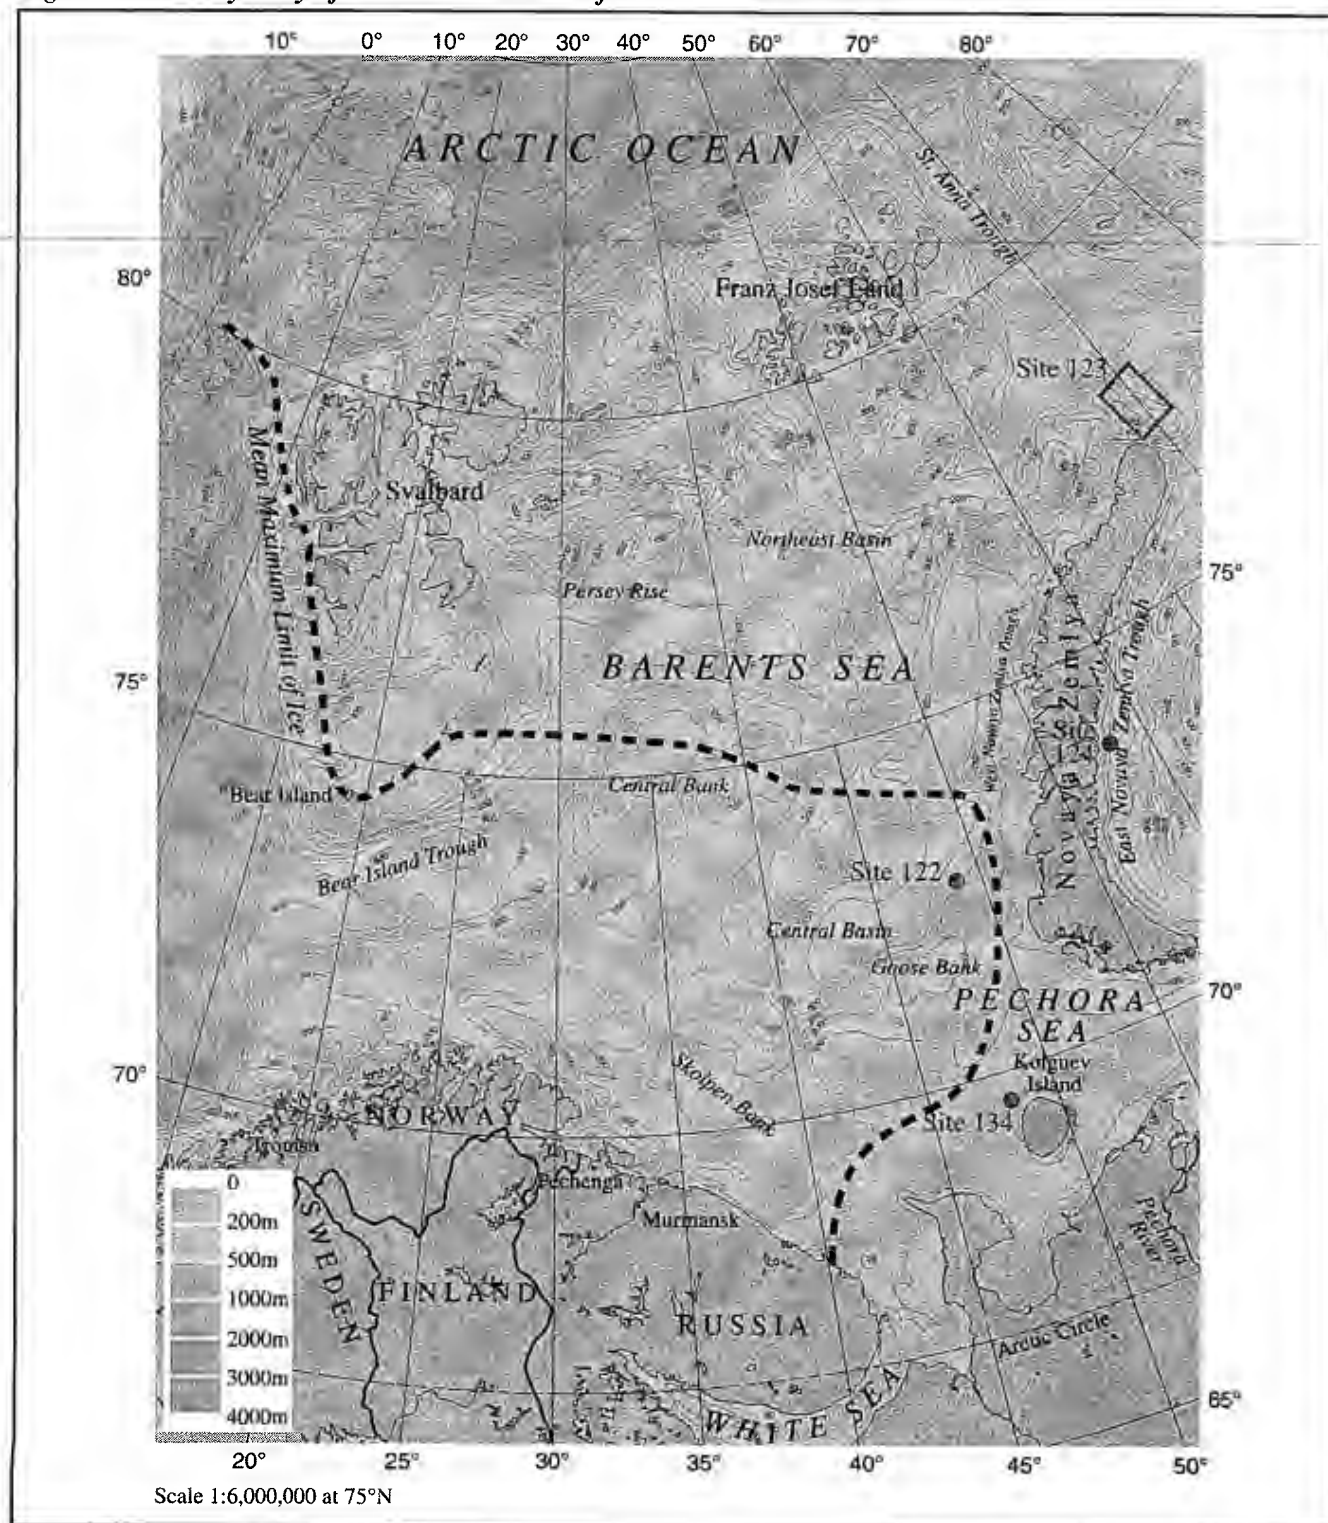 10° 0° 10° 20° 30° 40° 50° 60° 70° 80°
ARCTIC OCEAN
St. Anna Trough
80°
Franz Josef Land
Site 123
Mean Maximum Limit of Ice
Svalbard
Northeast Basin
75°
Persey Rise
BARENTS SEA
75°
West Novaya Zemlya Trough
Novaya Zemlya
East Novaya Zemlya Trough
Bear Island
Central Bank
Bear Island Trough
Site 122
Central Basin
Goose Bank
70°
PECHORA
SEA
Kolguev
Island
70°
Skolpen Bank
Site 134
NORWAY
Tromsø
Pechenga
Murmansk
Pechora
River
0
200m
500m
1000m
2000m
3000m
4000m
SWEDEN
FINLAND
RUSSIA
Arctic Circle
WHITE SEA
65°
20° 25° 30° 35° 40° 45° 50°
Scale 1:6,000,000 at 75°N